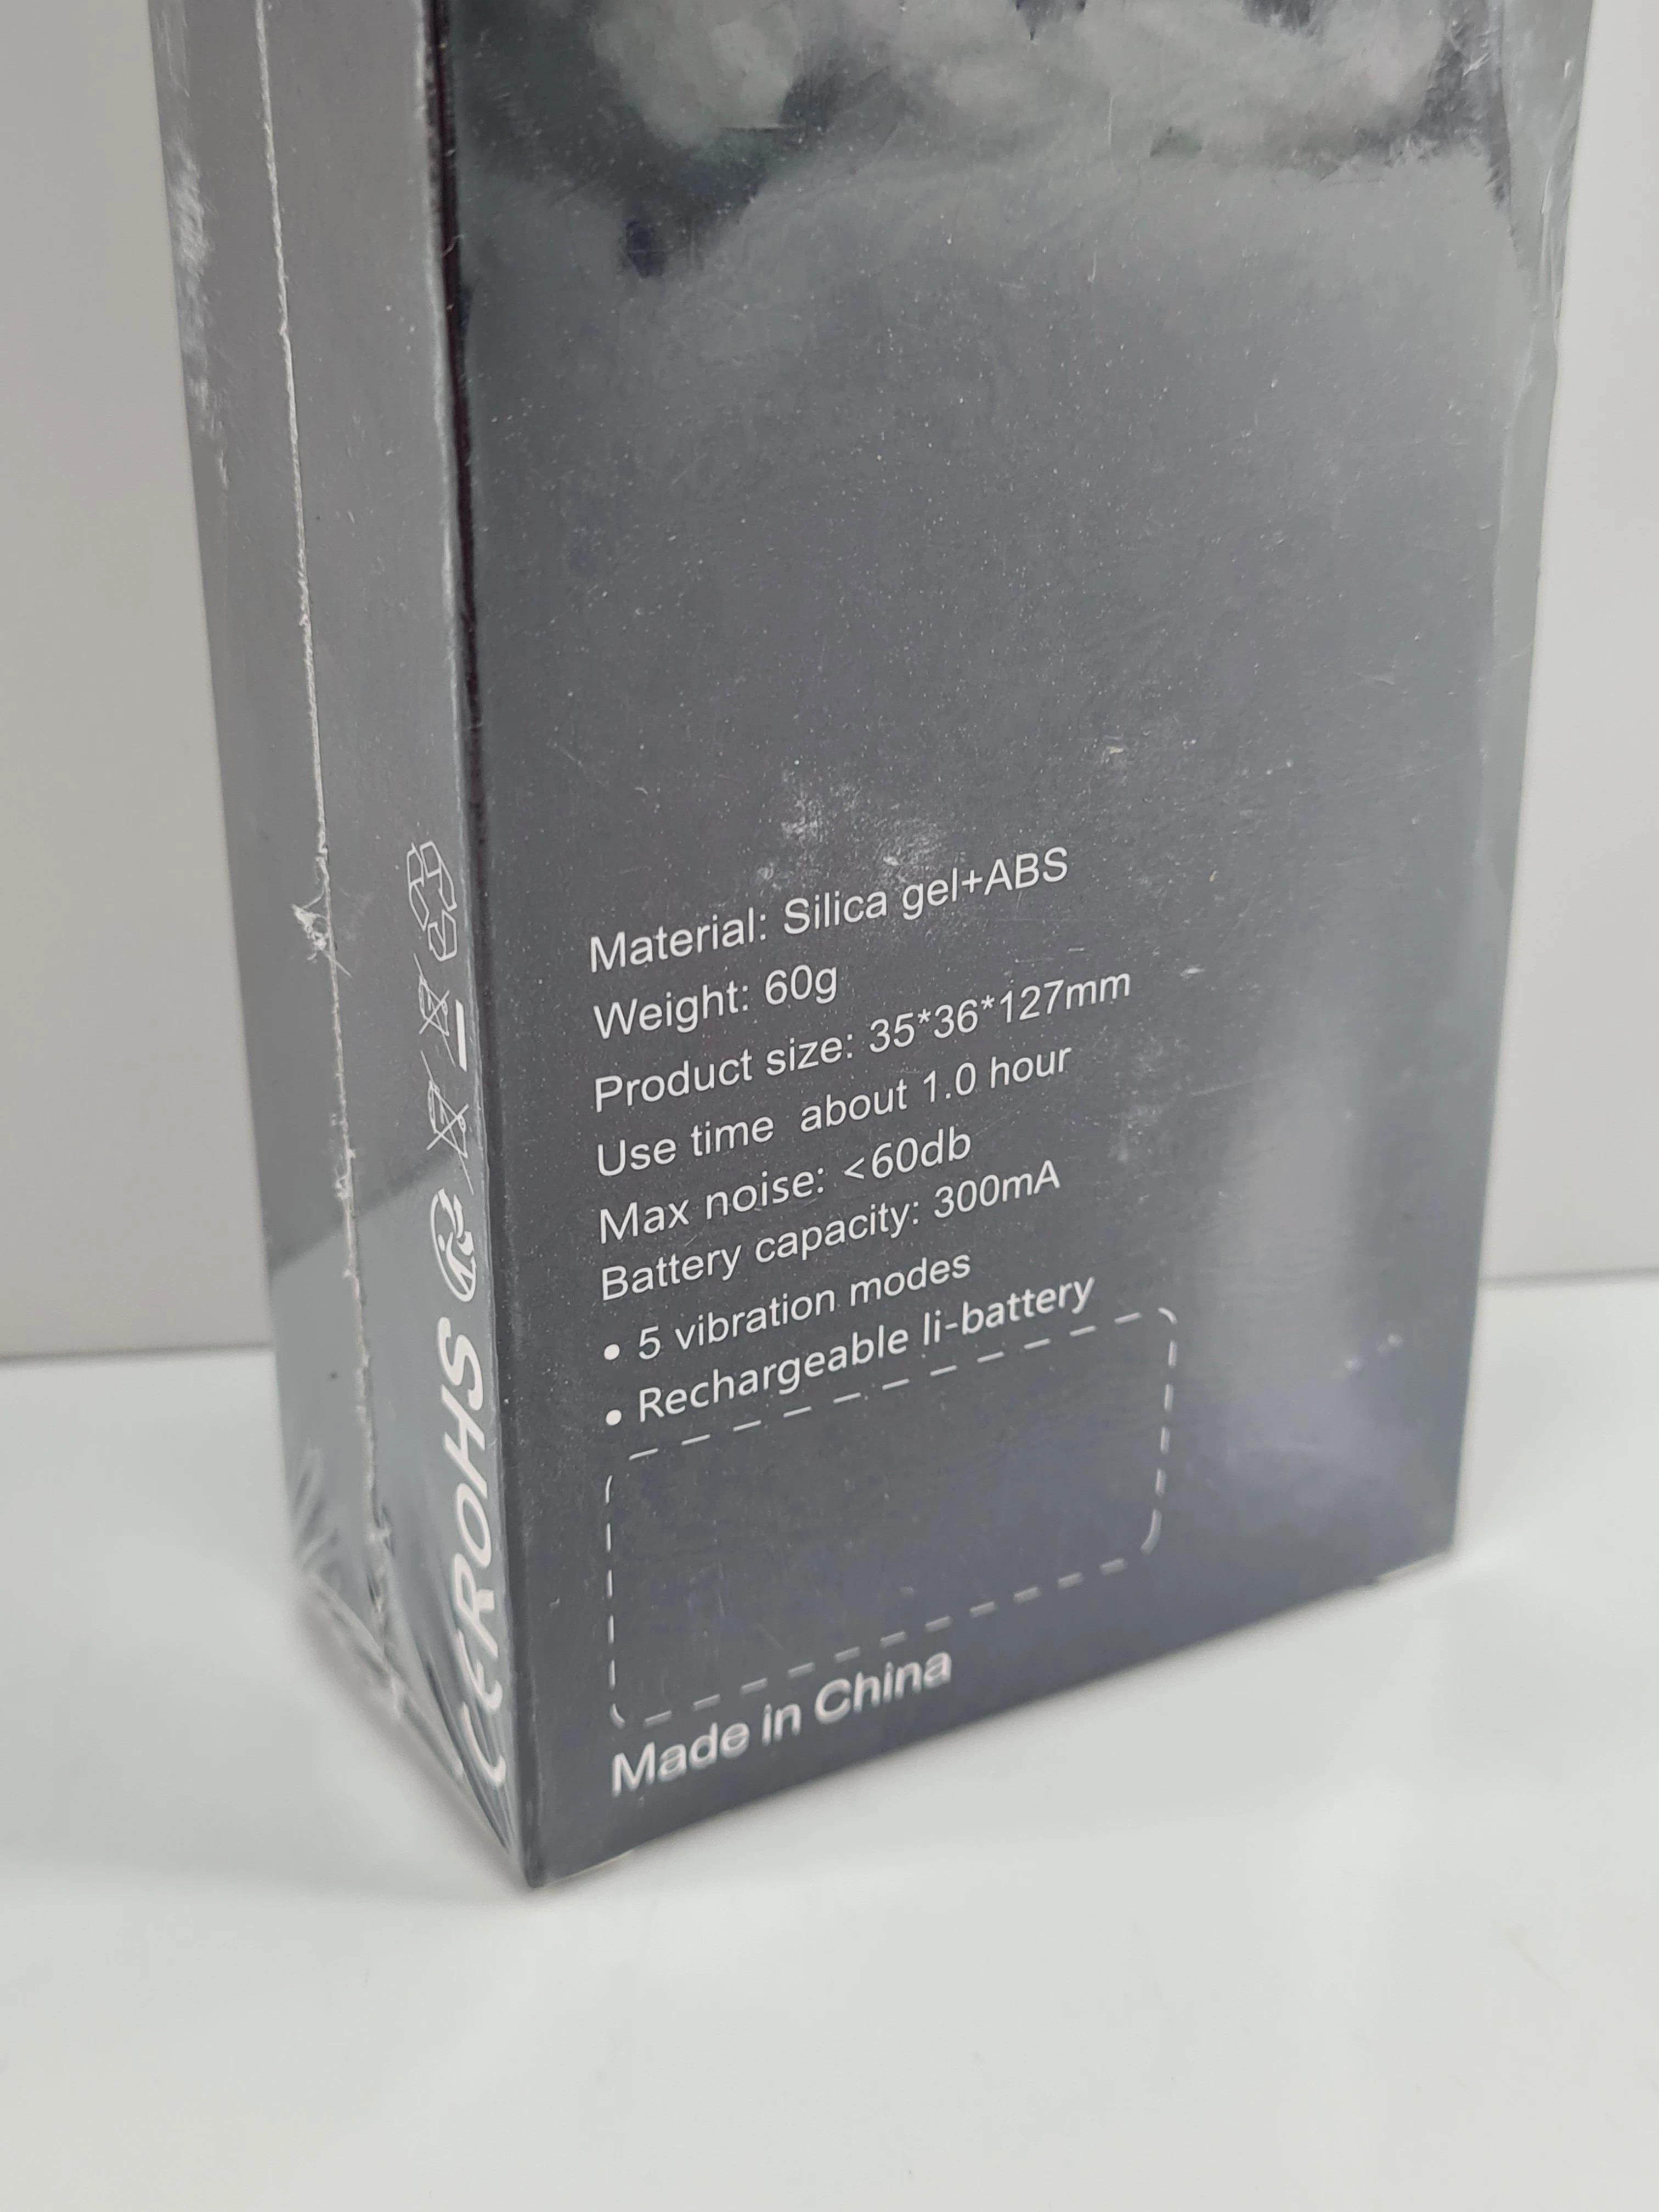 Material: Silica gel+ABS
Weight: 60g
Product size: 35*36*127mm
Use time about 1.0 hour
Max noise: <60db
Battery capacity: 300mA
• 5 vibration modes
• Rechargeable li-battery
Made in China
CE ROHS